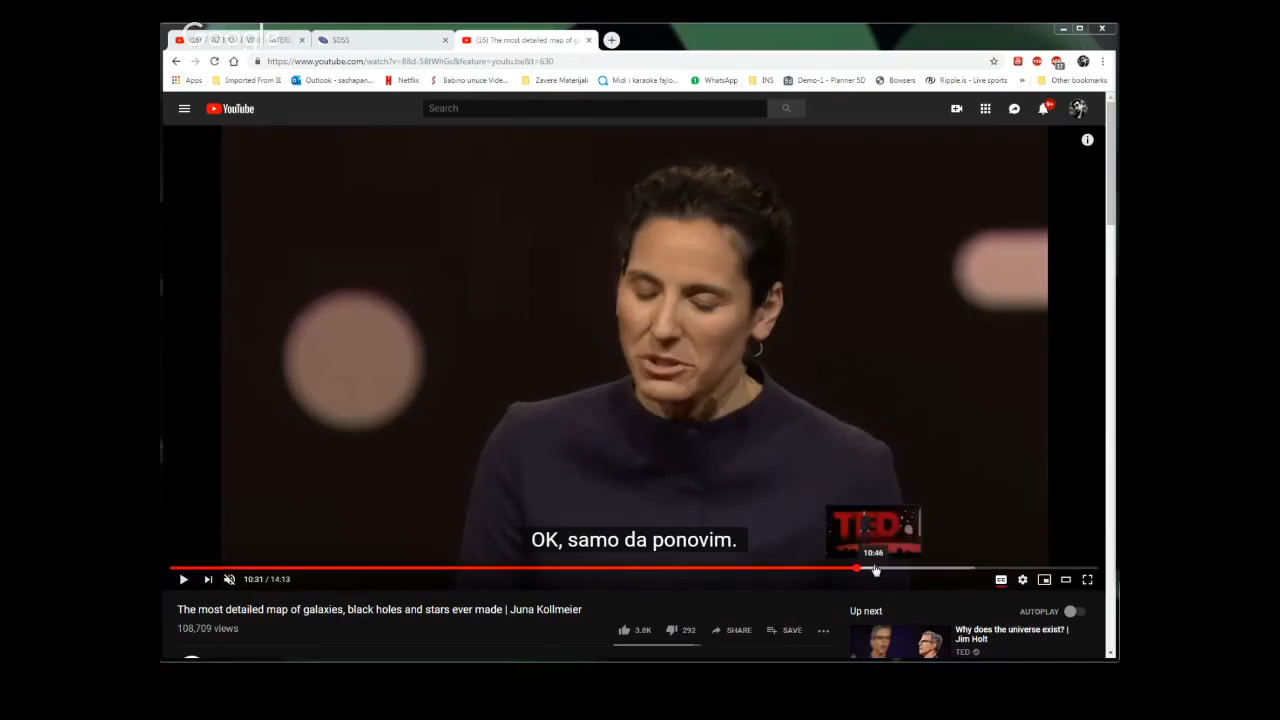 Google
SDSS
(16) The most detailed map of g
https://www.youtube.com/watch?v=88d-58tWhGs&feature=youtu.be&t=630
Apps Imported From IE Outlook - sashapan... Netflix Babino unuce Vide... Zavere Materijali Midi i karaoke fajlo... WhatsApp INS Demo-1 - Planner 5D Bowsers Ripple.is - Live sports » Other bookmarks
YouTube Search 9+
TED
OK, samo da ponovim.
10:46
10:31 / 14:13
The most detailed map of galaxies, black holes and stars ever made | Juna Kollmeier
108,709 views
3.8K 292 SHARE SAVE
Up next AUTOPLAY
Why does the universe exist? |
Jim Holt
TED